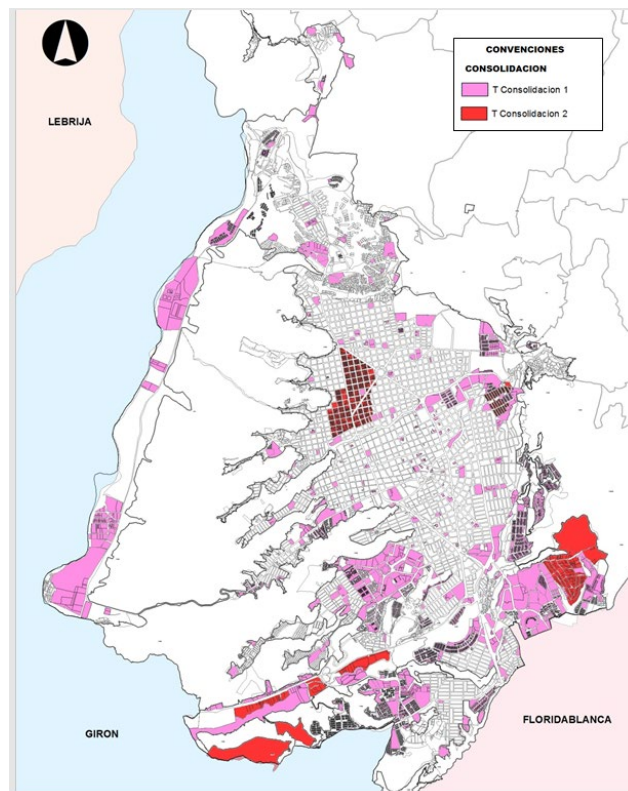 CONVENCIONES
CONSOLIDACION
T Consolidacion 1
T Consolidacion 2
LEBRIJA
GIRON
FLORIDABLANCA